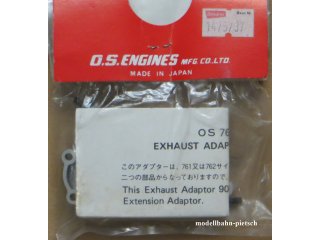 O.S.ENGINES MFG.CO.LTD.
MADE IN JAPAN
OS 76
EXHAUST ADAP
このアダプターは、761又は762サイ
二つの部品からなっておりますので、
This Exhaust Adaptor 90
Extension Adaptor.
modellbahn-pietsch